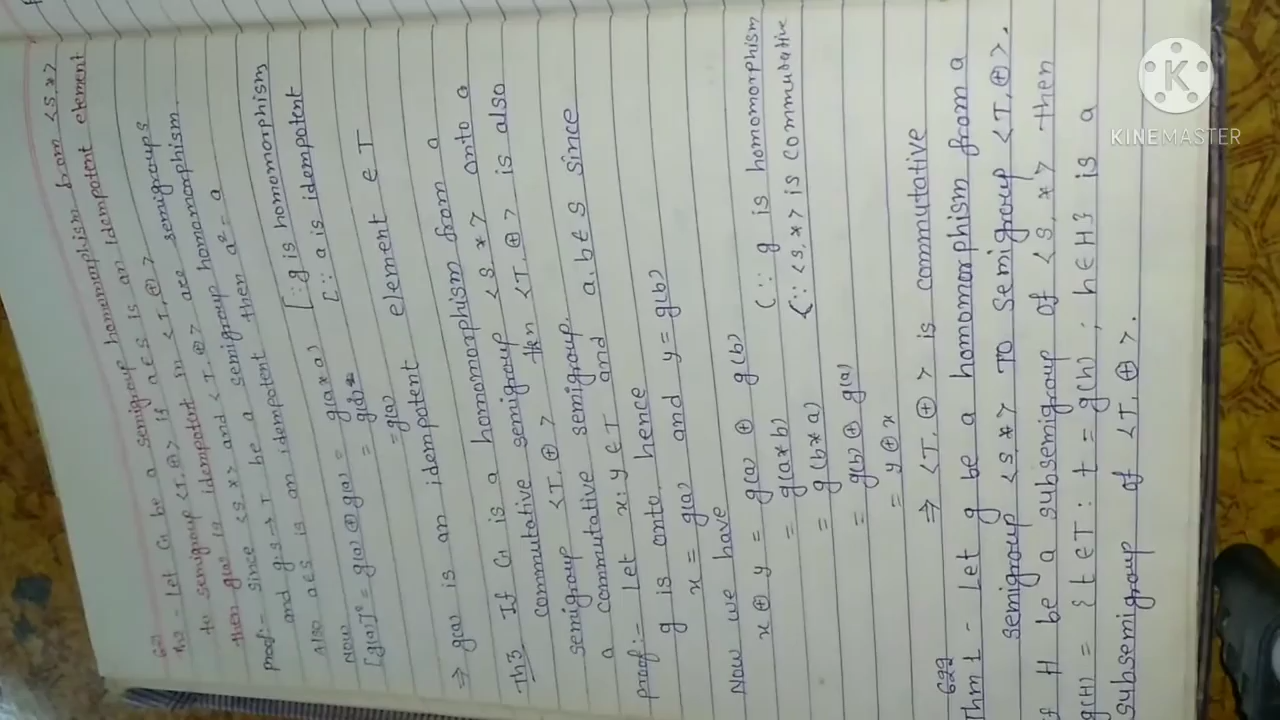 Th2 - Let G be a semigroup homomorphism from <S,*>
to semigroup <T,⊕> if a∈S is an idempotent element
then g(a) is idempotent in <T,⊕>
proof:- since <S,*> and <T,⊕> are semigroups
and g:S→T be a semigroup homomorphism.
Also a∈S is an idempotent then a² = a
Now
[g(a)]² = g(a) ⊕ g(a) = g(a*a) [∵ g is homomorphism
= g(a²) [∵ a is idempotent
= g(a)
⇒ g(a) is an idempotent element ∈ T
Th3 If G is a homomorphism from a
commutative semigroup <S,*> onto a
semigroup <T,⊕> then <T,⊕> is also
a commutative semigroup.
proof:- Let x,y ∈ T and a,b ∈ S since
g is onto, hence
x = g(a) and y = g(b)
Now we have
x ⊕ y = g(a) ⊕ g(b)
= g(a*b) (∵ g is homomorphism
= g(b*a) (∵ <S,*> is commutative
= g(b) ⊕ g(a)
= y ⊕ x
⇒ <T,⊕> is commutative
Thm 1 - Let g be a homomorphism from a
semigroup <S,*> TO semigroup <T,⊕>.
f H be a subsemigroup of <S,*> then
g(H) = {t∈T : t = g(h) ; h∈H} is a
subsemigroup of <T,⊕>.
KINEMASTER